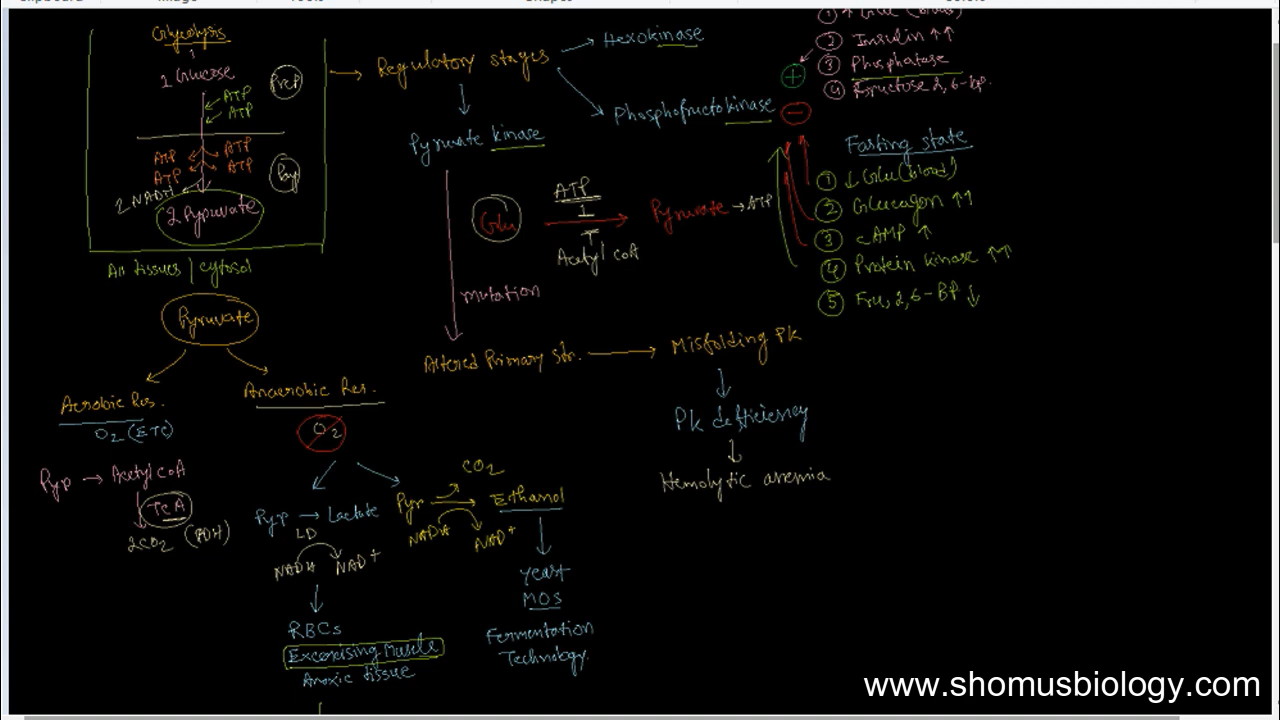 Glycolysis
1 Glucose
ATP
ATP
Prep
ATP ATP
ATP ATP
2 NADH
Pay
2 Pyruvate
All tissues | cytosol
Pyruvate
Aerobic Res.
O2 (ETC)
Pyp → Acetyl coA
TCA
2CO2 (PDH)
Anaerobic Res.
O2
Pyp → Lactate
LD
NADH NAD+
RBCs
Excercising Muscle
Anoxic tissue
Pyr → Ethanol
CO2
NADH NAD+
Yeast
MOS
Fermentation
Technology.
Regulatory stages
Hexokinase
Phosphofructokinase
Pyruvate kinase
Glu
ATP
Acetyl coA
Pyruvate → ATP
mutation
Altered Primary Str. → Misfolding PK
PK defficiency
Hemolytic anemia
+
-
② Insulin ↑↑
③ Phosphatase
④ Fructose 2,6-BP.
Fasting state
① ↓ Glu (blood)
② Glucagon ↑↑
③ cAMP ↑
④ Protein kinase ↑↑
⑤ Fru, 2, 6-BP ↓
www.shomusbiology.com